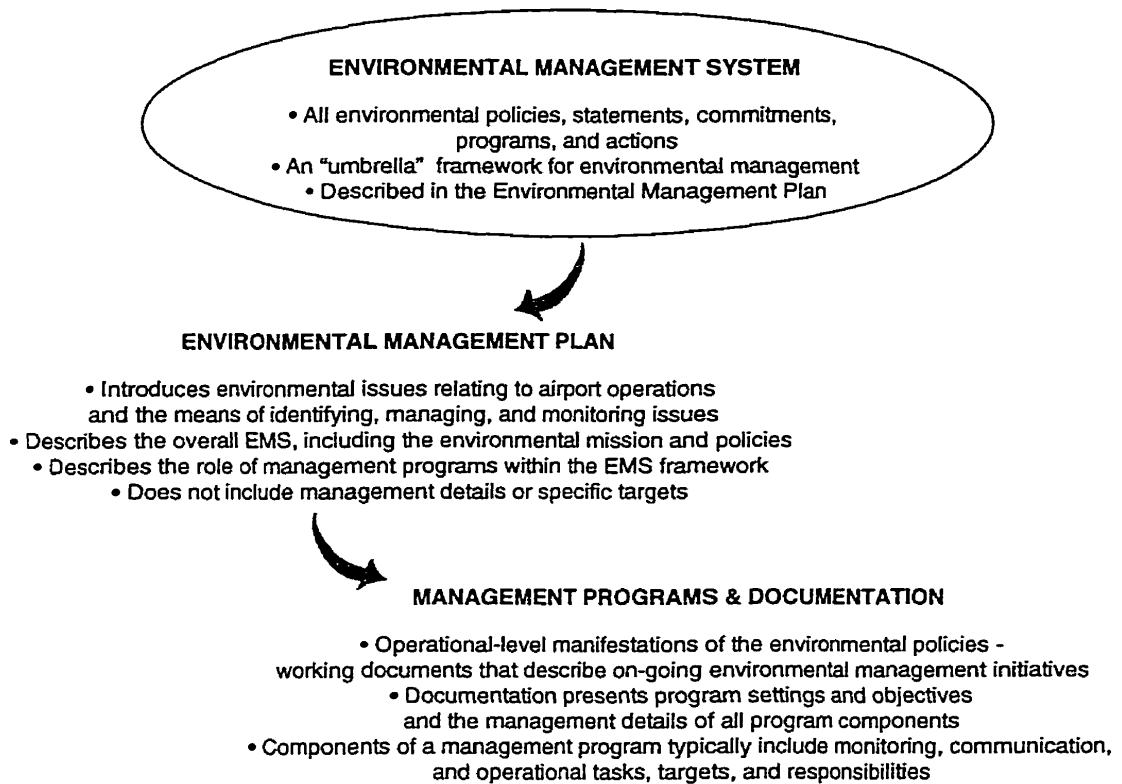 ENVIRONMENTAL MANAGEMENT SYSTEM
• All environmental policies, statements, commitments,
programs, and actions
• An "umbrella" framework for environmental management
• Described in the Environmental Management Plan
ENVIRONMENTAL MANAGEMENT PLAN
• Introduces environmental issues relating to airport operations
and the means of identifying, managing, and monitoring issues
• Describes the overall EMS, including the environmental mission and policies
• Describes the role of management programs within the EMS framework
• Does not include management details or specific targets
MANAGEMENT PROGRAMS & DOCUMENTATION
• Operational-level manifestations of the environmental policies -
working documents that describe on-going environmental management initiatives
• Documentation presents program settings and objectives
and the management details of all program components
• Components of a management program typically include monitoring, communication,
and operational tasks, targets, and responsibilities